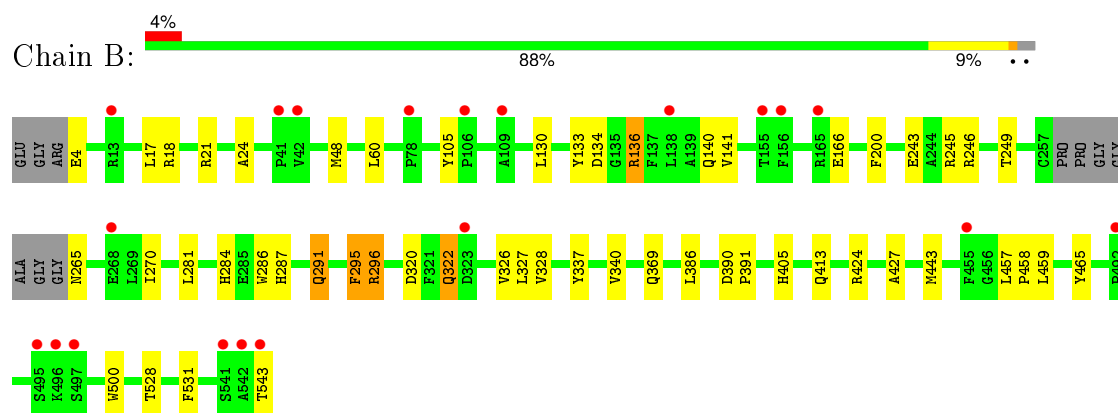 4%
Chain B:
88% 9%
GLU GLY ARG E4 R13 L17 R18 R21 A24 P41 V42 M48 L60 P78 Y105 P106 A109 L130 Y133 D134 G135 R136 F137 L138 A139 Q140 V141 T155 F156 R165 E166 F200 E243 A244 R245 R246 T249 C257 PRO PRO GLY GLY
ALA GLY GLY N265 E268 L269 I270 L281 H284 E285 W286 H287 Q291 F295 R296 D320 F321 Q322 D323 V326 L327 V328 Y337 V340 Q369 L386 D390 P391 H405 Q413 R424 A427 M443 F455 G456 L457 P458 L459 Y465
S495 K496 S497 W500 T528 F531 S541 A542 T543